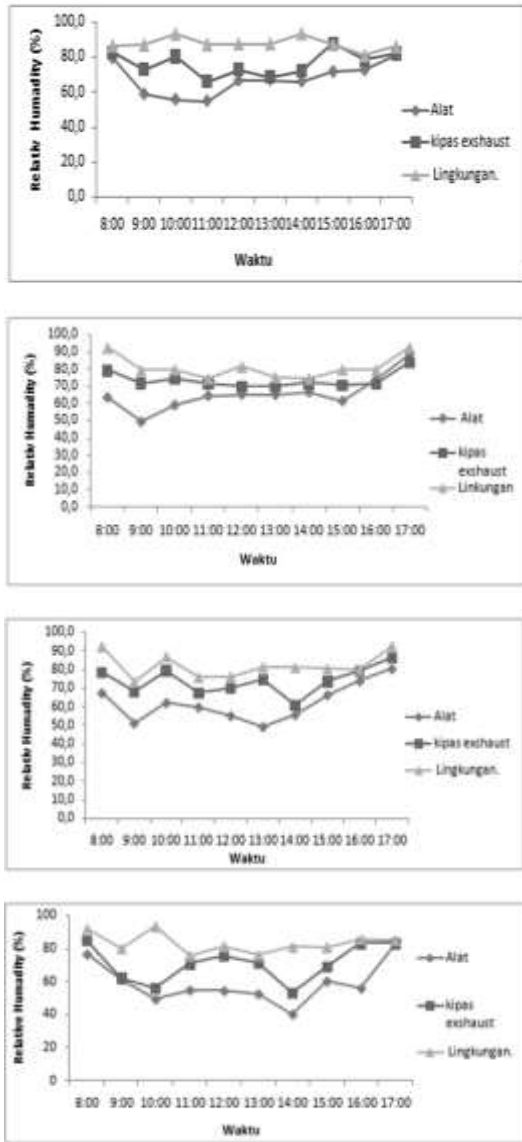 Relativ Humadity (%)
100,0
80,0
60,0
40,0
20,0
0,0
8:00 9:00 10:00 11:00 12:00 13:00 14:00 15:00 16:00 17:00
Waktu
Alat
kipas exshaust
Lingkungan.
Relativ Humadity (%)
100,0
90,0
80,0
70,0
60,0
50,0
40,0
30,0
20,0
10,0
0,0
8:00 9:00 10:00 11:00 12:00 13:00 14:00 15:00 16:00 17:00
Waktu
Alat
kipas
exshaust
Linkungan
Relativ Humadity (%)
100,0
90,0
80,0
70,0
60,0
50,0
40,0
30,0
20,0
10,0
0,0
8:00 9:00 10:00 11:00 12:00 13:00 14:00 15:00 16:00 17:00
Waktu
Alat
kipas exshaust
Lingkungan.
Relative Humadity (%)
100
80
60
40
20
0
8:00 9:00 10:00 11:00 12:00 13:00 14:00 15:00 16:00 17:00
Waktu
Alat
kipas
exshaust
Lingkungan.